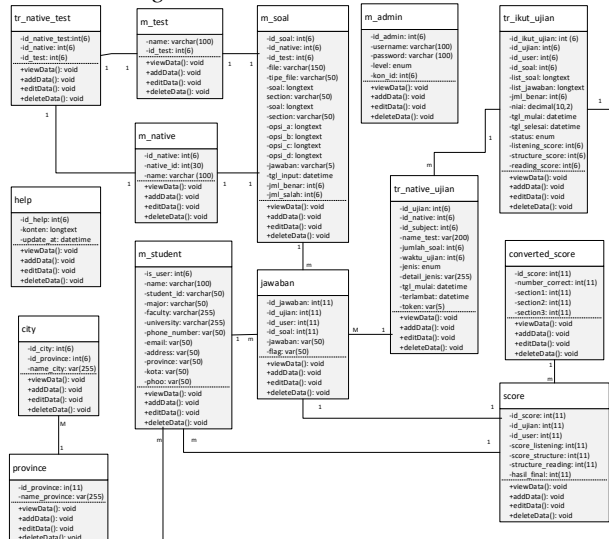 tr_native_test
-id_native_test:int(6)
-id_native: int(6)
-id_test: int(6)
+viewData(): void
+addData(): void
+editData(): void
+deleteData(): void
m_test
-name: varchar(100)
-id_test: int(6)
+viewData(): void
+addData(): void
+editData(): void
+deleteData(): void
m_soal
-id_soal: int(6)
-id_native: int(6)
-id_test: int(6)
-file: varchar(150)
-tipe_file: varchar(50)
-soal: longtext
section: varchar(50)
-soal: longtext
-section: varchar(50)
-opsi_a: longtext
-opsi_b: longtext
-opsi_c: longtext
-opsi_d: longtext
-jawaban: varchar(5)
-tgl_input: datetime
-jml_benar: int(6)
-jml_salah: int(6)
+viewData(): void
+addData(): void
+editData(): void
+deleteData(): void
m_admin
-id_admin: int(6)
-username: varchar(100)
-password: varchar (100)
-level: enum
-kon_id: int(6)
+viewData(): void
+addData(): void
+editData(): void
+deleteData(): void
tr_ikut_ujian
-id_ikut_ujian: int (6)
-id_ujian: int(6)
-id_user: int(6)
-id_soal: int(6)
-list_soal: longtext
-list_jawaban: longtext
-jml_benar: int(6)
-niai: decimal(10,2)
-tgl_mulai: datetime
-tgl_selesai: datetime
-status: enum
-listening_score: int(6)
-structure_score: int(6)
-reading_score: int(6)
+viewData(): void
+addData(): void
+editData(): void
+deleteData(): void
1
1
1
1
1
1
m
m_native
-id_native: int(6)
-native_id: int(30)
-name: varchar (100)
+viewData(): void
+addData(): void
+editData(): void
+deleteData(): void
1
1
1
help
-id_help: int(6)
-konten: longtext
-update_at: datetime
+viewData(): void
+addData(): void
+editData(): void
+deleteData(): void
tr_native_ujian
-id_ujian: int(6)
-id_native: int(6)
-id_subject: int(6)
-name_test: var(200)
-jumlah_soal: int(6)
-waktu_ujian: int(6)
-jenis: enum
-detail_jenis: var(255)
-tgl_mulai: datetime
-terlambat: datetime
-token: var(5)
+viewData(): void
+addData(): void
+editData(): void
+deleteData(): void
m_student
-is_user: int(6)
-name: varchar(100)
-student_id: varchar(50)
-major: varchar(50)
-faculty: varchar(255)
-university: varchar(255)
-phone_number: var(50)
-email: var(50)
-address: var(50)
-province: var(50)
-kota: var(50)
-phoo: var(50)
+viewData(): void
+addData(): void
+editData(): void
+deleteData(): void
1
m
jawaban
-id_jawaban: int(11)
-id_ujian: int(11)
-id_user: int(11)
-id_soal: int(11)
-jawaban: var(50)
-flag: var(50)
+viewData(): void
+addData(): void
+editData(): void
+deleteData(): void
1
m
M
1
converted_score
-id_score: int(11)
-number_correct: int(11)
-section1: int(11)
-section2: int(11)
-section3: int(11)
+viewData(): void
+addData(): void
+editData(): void
+deleteData(): void
1
m
city
-id_city: int(6)
-id_province: int(6)
-name_city: var(255)
+viewData(): void
+addData(): void
+editData(): void
+deleteData(): void
M
1
score
-id_score: int(11)
-id_ujian: int(11)
-id_user: int(11)
-score_listening: int(11)
-score_structure: int(11)
-structure_reading: int(11)
-hasil_final: int(11)
+viewData(): void
+addData(): void
+editData(): void
+deleteData(): void
1
1
m
m
1
province
-id_province: in(11)
-name_province: var(255)
+viewData(): void
+addData(): void
+editData(): void
+deleteData(): void